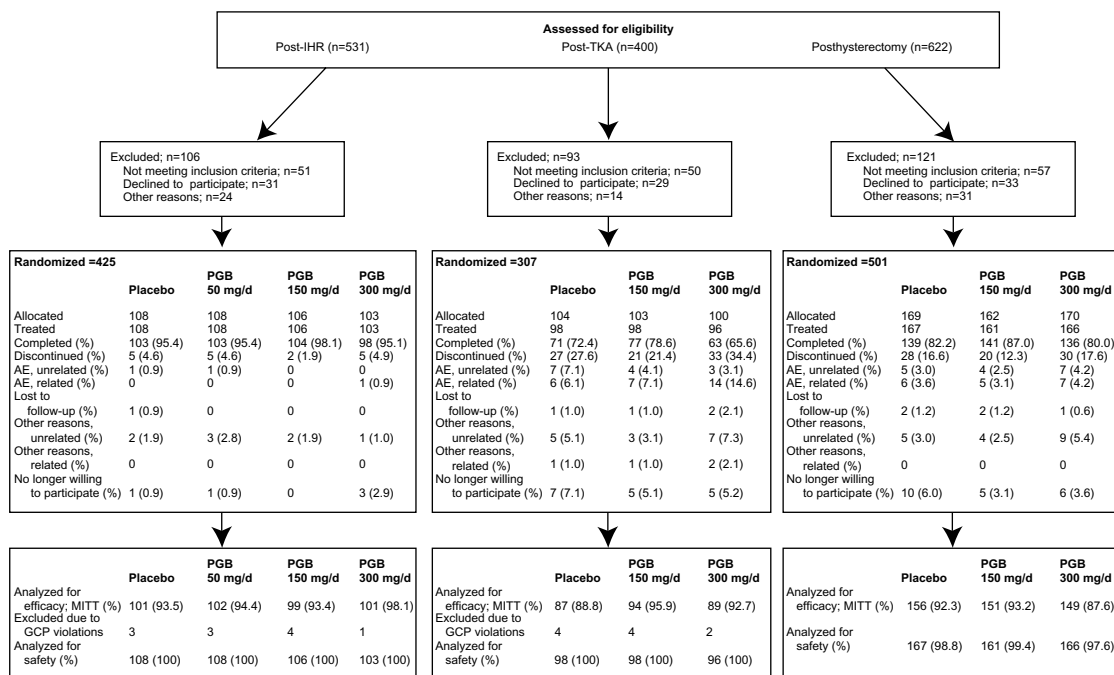 Assessed for eligibility
Post-IHR (n=531) Post-TKA (n=400) Posthysterectomy (n=622)
Excluded; n=106
Not meeting inclusion criteria; n=51
Declined to participate; n=31
Other reasons; n=24
Excluded; n=93
Not meeting inclusion criteria; n=50
Declined to participate; n=29
Other reasons; n=14
Excluded; n=121
Not meeting inclusion criteria; n=57
Declined to participate; n=33
Other reasons; n=31
Randomized =425
PGB PGB PGB
Placebo 50 mg/d 150 mg/d 300 mg/d
Allocated 108 108 106 103
Treated 108 108 106 103
Completed (%) 103 (95.4) 103 (95.4) 104 (98.1) 98 (95.1)
Discontinued (%) 5 (4.6) 5 (4.6) 2 (1.9) 5 (4.9)
AE, unrelated (%) 1 (0.9) 1 (0.9) 0 0
AE, related (%) 0 0 0 1 (0.9)
Lost to
follow-up (%) 1 (0.9) 0 0 0
Other reasons,
unrelated (%) 2 (1.9) 3 (2.8) 2 (1.9) 1 (1.0)
Other reasons,
related (%) 0 0 0 0
No longer willing
to participate (%) 1 (0.9) 1 (0.9) 0 3 (2.9)
Randomized =307
PGB PGB
Placebo 150 mg/d 300 mg/d
Allocated 104 103 100
Treated 98 98 96
Completed (%) 71 (72.4) 77 (78.6) 63 (65.6)
Discontinued (%) 27 (27.6) 21 (21.4) 33 (34.4)
AE, unrelated (%) 7 (7.1) 4 (4.1) 3 (3.1)
AE, related (%) 6 (6.1) 7 (7.1) 14 (14.6)
Lost to
follow-up (%) 1 (1.0) 1 (1.0) 2 (2.1)
Other reasons,
unrelated (%) 5 (5.1) 3 (3.1) 7 (7.3)
Other reasons,
related (%) 1 (1.0) 1 (1.0) 2 (2.1)
No longer willing
to participate (%) 7 (7.1) 5 (5.1) 5 (5.2)
Randomized =501
PGB PGB
Placebo 150 mg/d 300 mg/d
Allocated 169 162 170
Treated 167 161 166
Completed (%) 139 (82.2) 141 (87.0) 136 (80.0)
Discontinued (%) 28 (16.6) 20 (12.3) 30 (17.6)
AE, unrelated (%) 5 (3.0) 4 (2.5) 7 (4.2)
AE, related (%) 6 (3.6) 5 (3.1) 7 (4.2)
Lost to
follow-up (%) 2 (1.2) 2 (1.2) 1 (0.6)
Other reasons,
unrelated (%) 5 (3.0) 4 (2.5) 9 (5.4)
Other reasons,
related (%) 0 0 0
No longer willing
to participate (%) 10 (6.0) 5 (3.1) 6 (3.6)
PGB PGB PGB
Placebo 50 mg/d 150 mg/d 300 mg/d
Analyzed for
efficacy; MITT (%) 101 (93.5) 102 (94.4) 99 (93.4) 101 (98.1)
Excluded due to
GCP violations 3 3 4 1
Analyzed for
safety (%) 108 (100) 108 (100) 106 (100) 103 (100)
PGB PGB
Placebo 150 mg/d 300 mg/d
Analyzed for
efficacy; MITT (%) 87 (88.8) 94 (95.9) 89 (92.7)
Excluded due to
GCP violations 4 4 2
Analyzed for
safety (%) 98 (100) 98 (100) 96 (100)
PGB PGB
Placebo 150 mg/d 300 mg/d
Analyzed for
efficacy; MITT (%) 156 (92.3) 151 (93.2) 149 (87.6)
Analyzed for
safety (%) 167 (98.8) 161 (99.4) 166 (97.6)